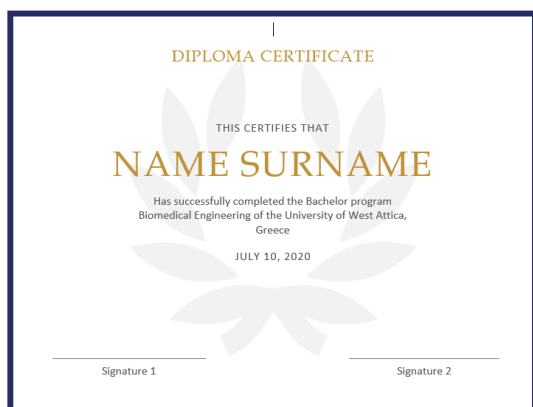 DIPLOMA CERTIFICATE
THIS CERTIFIES THAT
NAME SURNAME
Has successfully completed the Bachelor program
Biomedical Engineering of the University of West Attica,
Greece
JULY 10, 2020
Signature 1
Signature 2